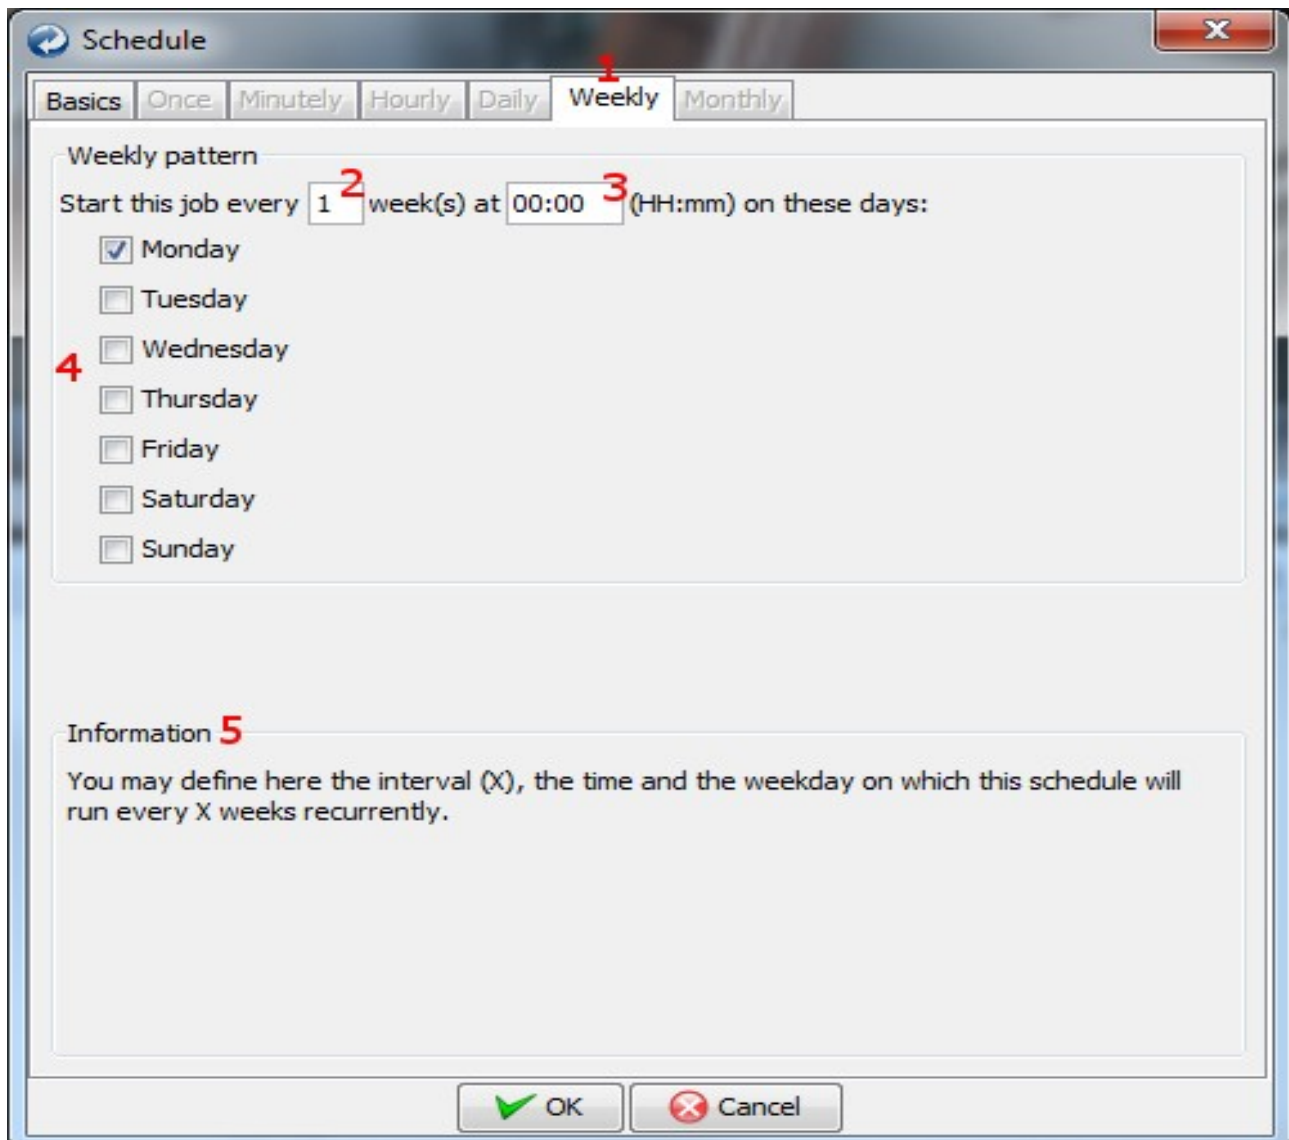 Schedule
X
1
Basics Once Minutely Hourly Daily Weekly Monthly
Weekly pattern
Start this job every 1 2 week(s) at 00:00 3 (HH:mm) on these days:
Monday
Tuesday
Wednesday
4
Thursday
Friday
Saturday
Sunday
Information 5
You may define here the interval (X), the time and the weekday on which this schedule will
run every X weeks recurrently.
OK Cancel